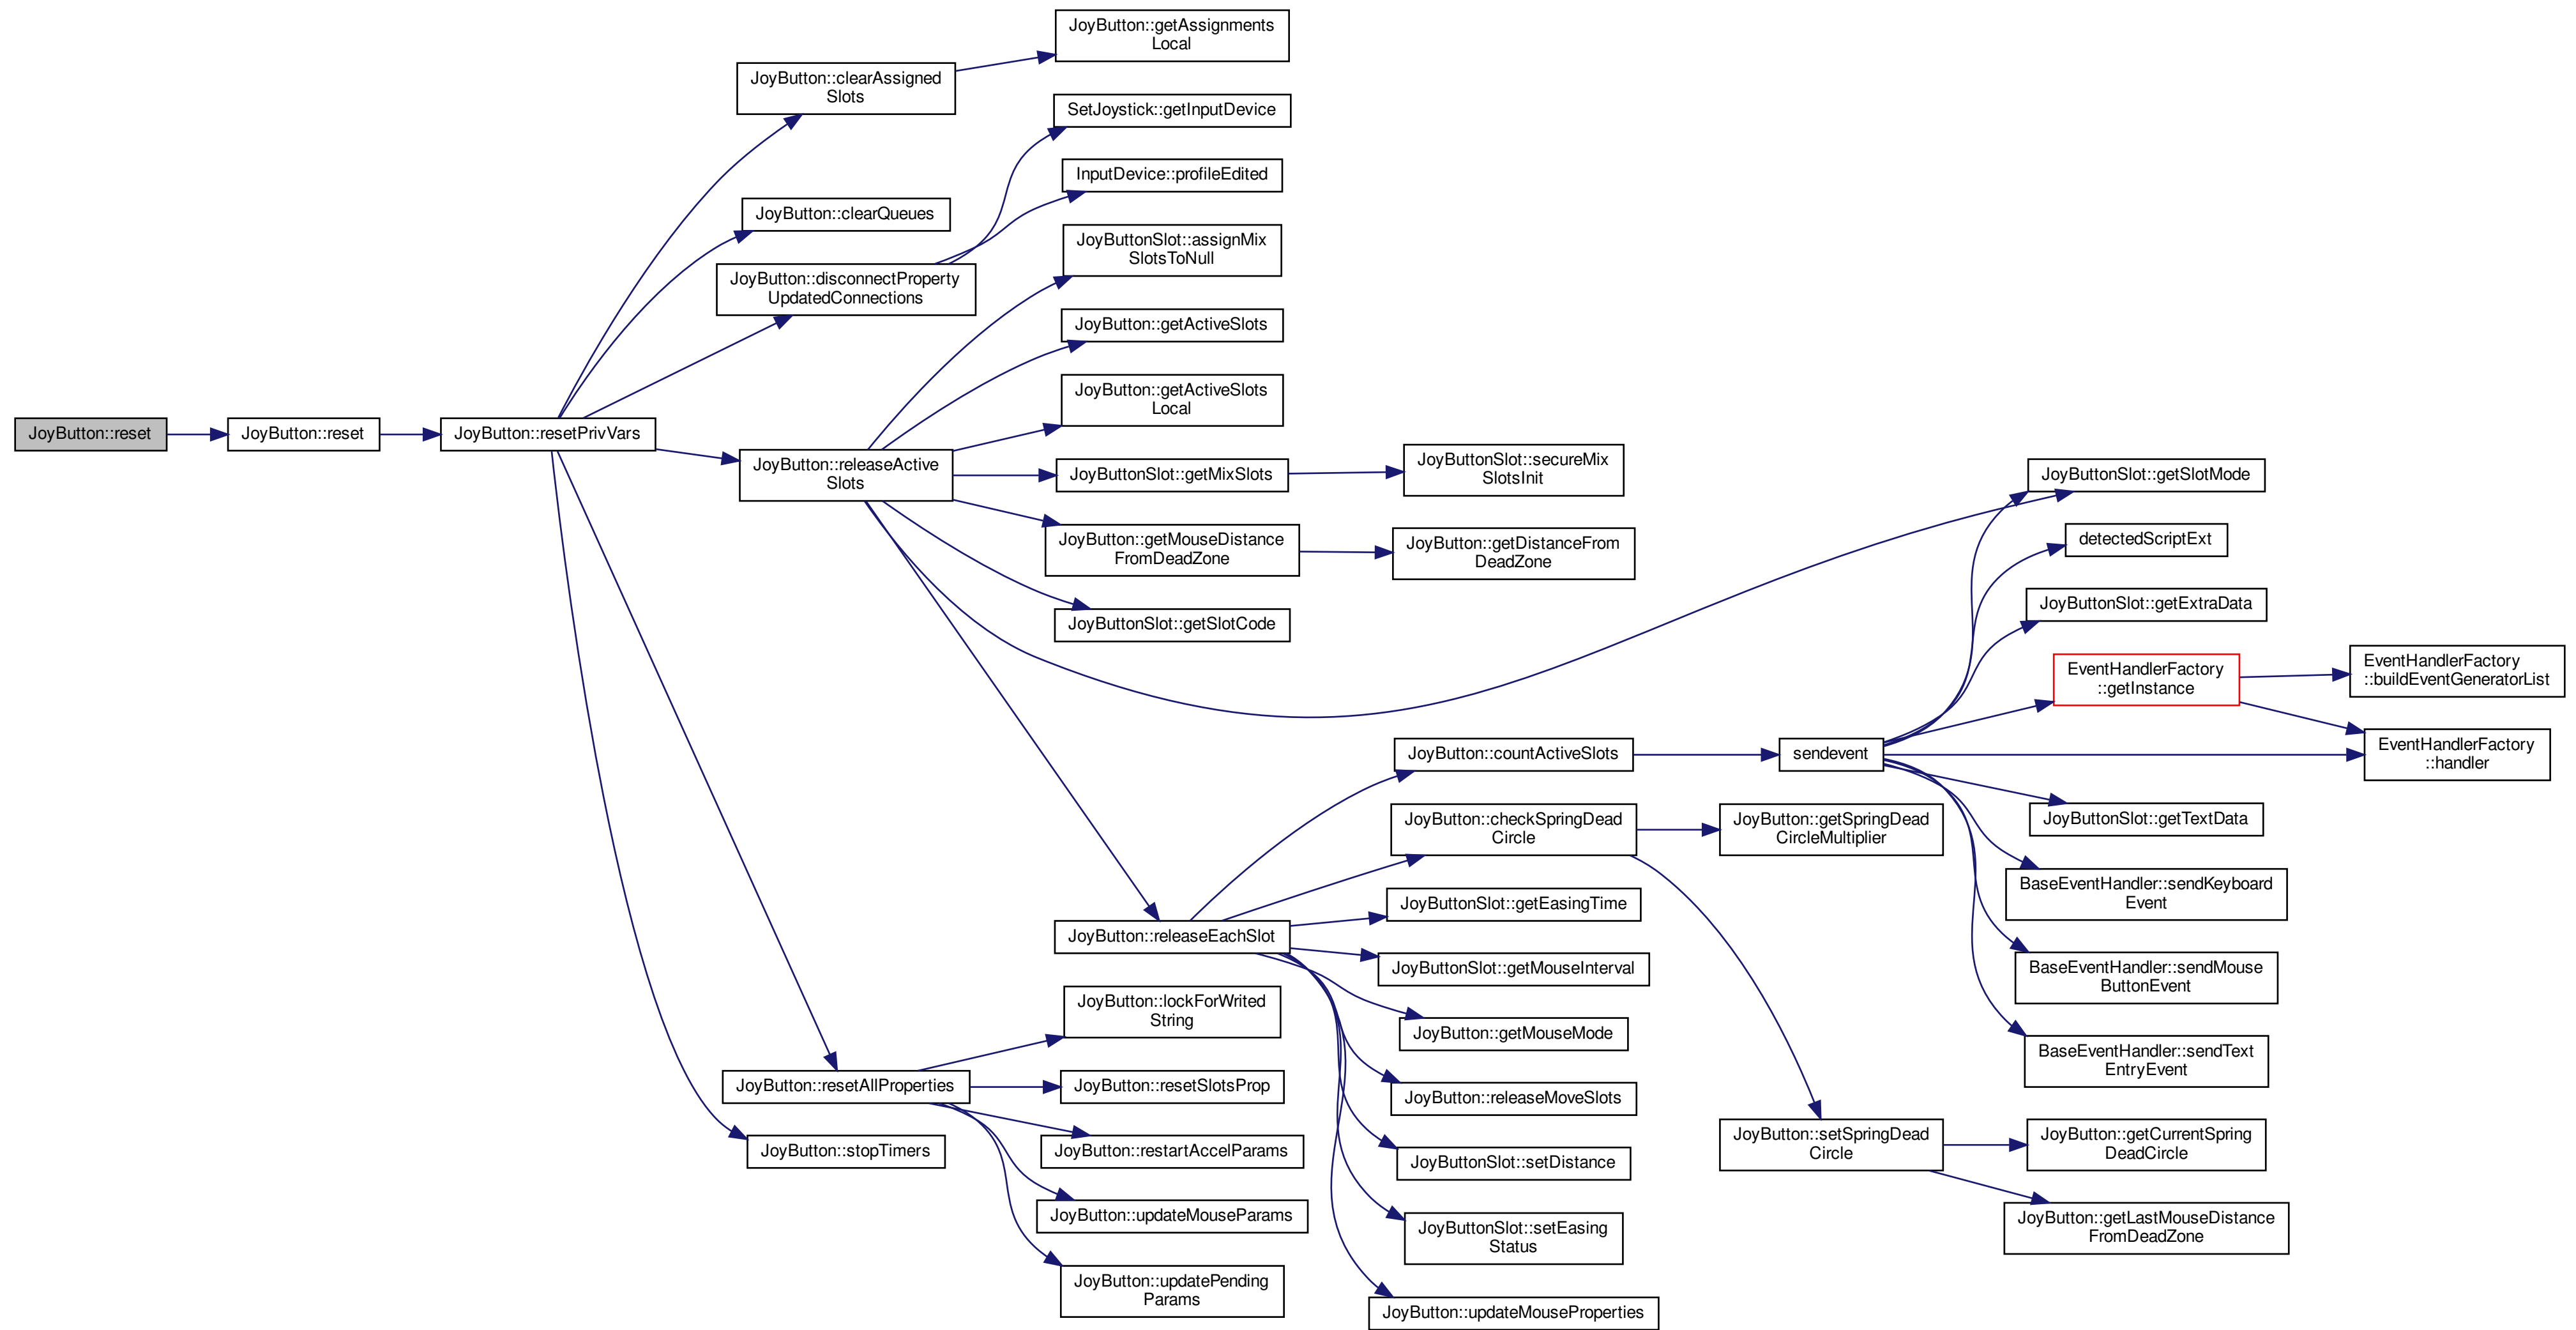 JoyButton::reset
JoyButton::reset
JoyButton::resetPrivVars
JoyButton::clearAssigned
Slots
JoyButton::clearQueues
JoyButton::disconnectProperty
UpdatedConnections
JoyButton::releaseActive
Slots
JoyButton::resetAllProperties
JoyButton::stopTimers
JoyButton::getAssignments
Local
SetJoystick::getInputDevice
InputDevice::profileEdited
JoyButtonSlot::assignMix
SlotsToNull
JoyButton::getActiveSlots
JoyButton::getActiveSlots
Local
JoyButtonSlot::getMixSlots
JoyButton::getMouseDistance
FromDeadZone
JoyButtonSlot::getSlotCode
JoyButton::releaseEachSlot
JoyButton::lockForWrited
String
JoyButton::resetSlotsProp
JoyButton::restartAccelParams
JoyButton::updateMouseParams
JoyButton::updatePending
Params
JoyButtonSlot::secureMix
SlotsInit
JoyButton::getDistanceFrom
DeadZone
JoyButton::countActiveSlots
JoyButton::checkSpringDead
Circle
JoyButtonSlot::getEasingTime
JoyButtonSlot::getMouseInterval
JoyButton::getMouseMode
JoyButton::releaseMoveSlots
JoyButtonSlot::setDistance
JoyButtonSlot::setEasing
Status
JoyButton::updateMouseProperties
sendevent
JoyButton::getSpringDead
CircleMultiplier
JoyButton::setSpringDead
Circle
JoyButtonSlot::getSlotMode
detectedScriptExt
JoyButtonSlot::getExtraData
EventHandlerFactory
::getInstance
JoyButtonSlot::getTextData
BaseEventHandler::sendKeyboard
Event
BaseEventHandler::sendMouse
ButtonEvent
BaseEventHandler::sendText
EntryEvent
JoyButton::getCurrentSpring
DeadCircle
JoyButton::getLastMouseDistance
FromDeadZone
EventHandlerFactory
::buildEventGeneratorList
EventHandlerFactory
::handler